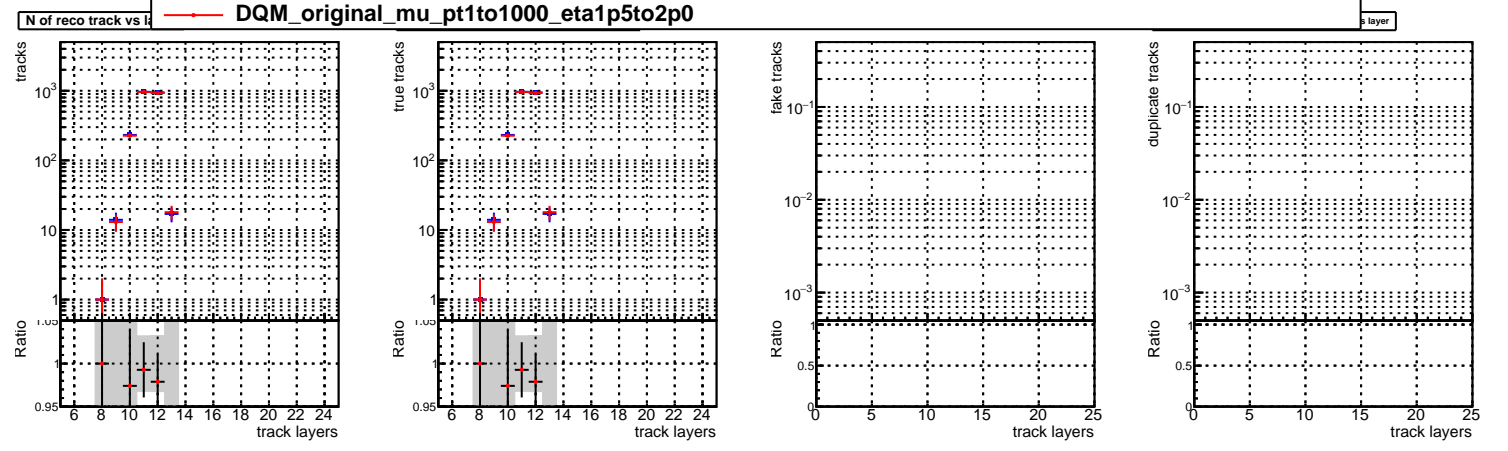 DQM_original_mu_pt1to1000_eta1p5to2p0
N of reco track vs la
s layer
tracks
10³
10²
10
1
Ratio
1.05
1
0.95
6 8 10 12 14 16 18 20 22 24
track layers
true tracks
10³
10²
10
1
Ratio
1.05
1
0.95
6 8 10 12 14 16 18 20 22 24
track layers
fake tracks
10⁻¹
10⁻²
10⁻³
Ratio
1
0.5
0
0 5 10 15 20 25
track layers
duplicate tracks
10⁻¹
10⁻²
10⁻³
Ratio
1
0.5
0
0 5 10 15 20 25
track layers